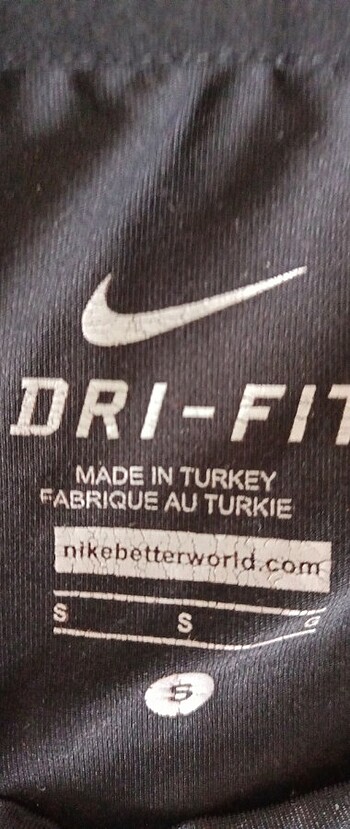 DRI-FIT
MADE IN TURKEY
FABRIQUE AU TURKIE
nikebetterworld.com
S S